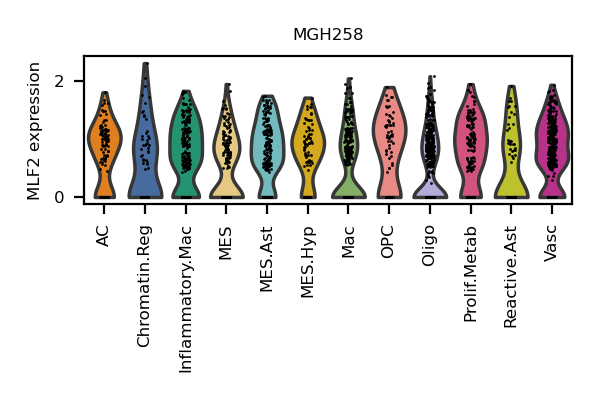 MGH258
MLF2 expression
2
0
AC
Chromatin.Reg
Inflammatory.Mac
MES
MES.Ast
MES.Hyp
Mac
OPC
Oligo
Prolif.Metab
Reactive.Ast
Vasc